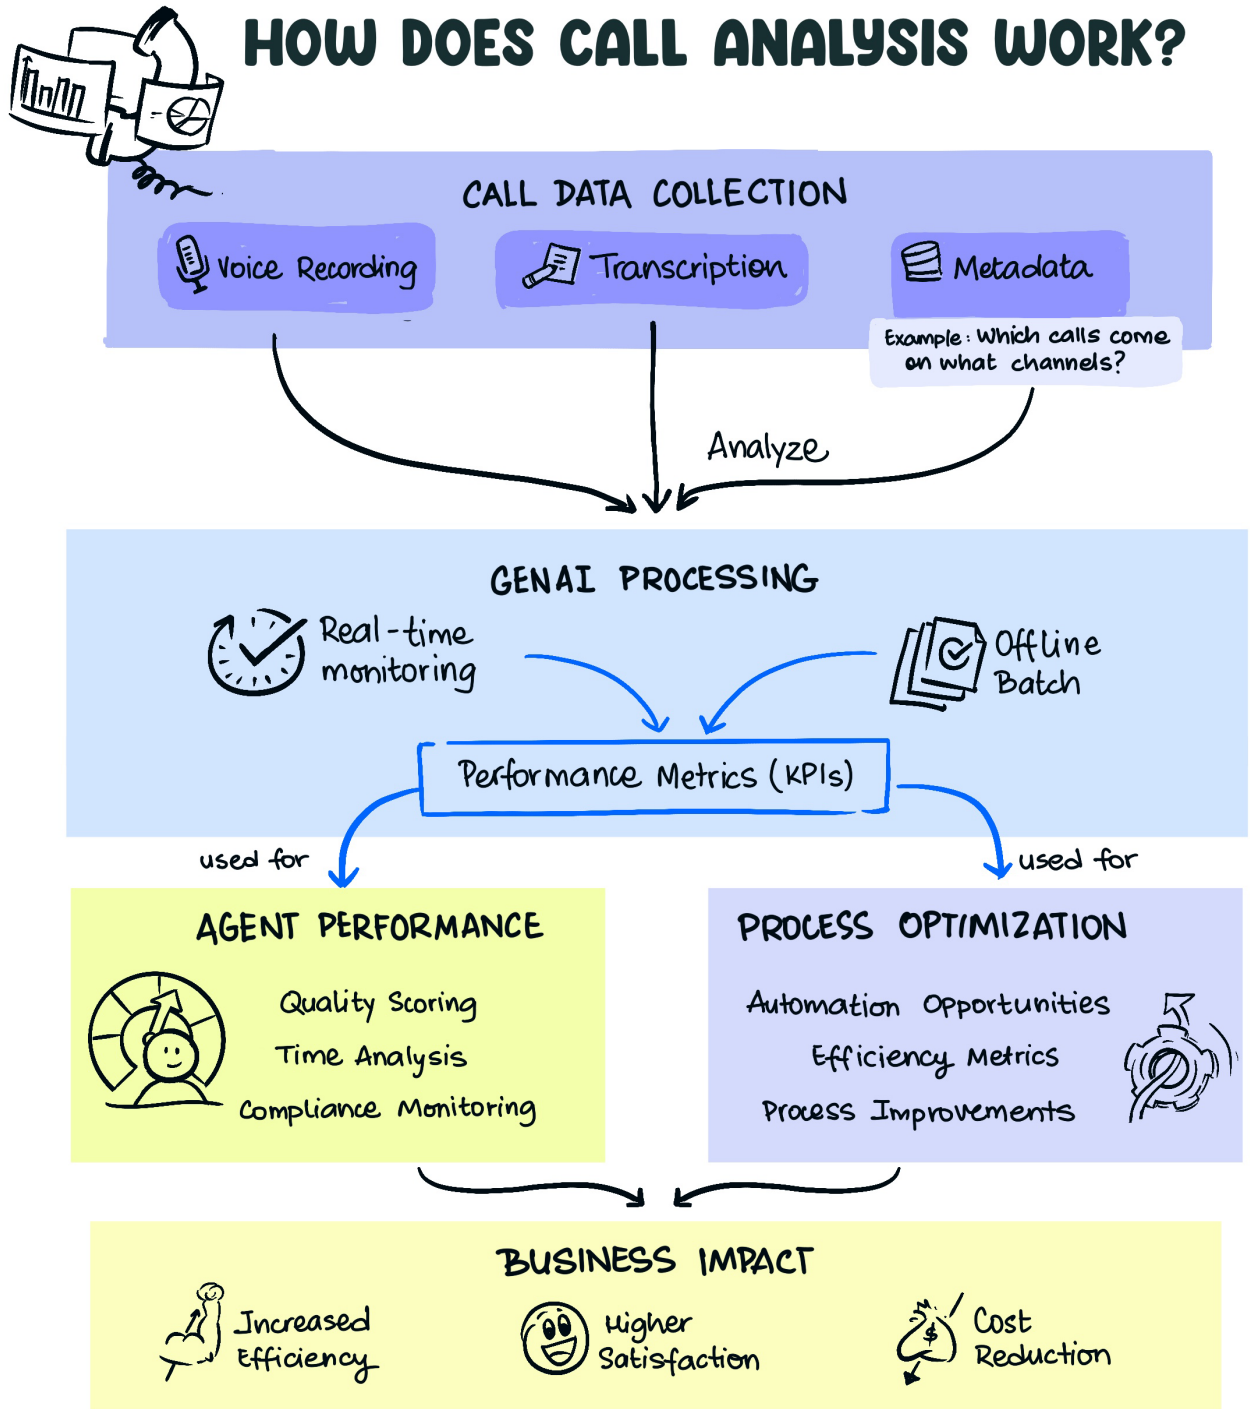 HOW DOES CALL ANALYSIS WORK?
CALL DATA COLLECTION
Voice Recording
Transcription
Metadata
Example: Which calls come
on what channels?
Analyze
GENAI PROCESSING
Real-time
monitoring
Offline
Batch
Performance Metrics (KPIs)
used for
used for
AGENT PERFORMANCE
Quality Scoring
Time Analysis
Compliance Monitoring
PROCESS OPTIMIZATION
Automation Opportunities
Efficiency Metrics
Process Improvements
BUSINESS IMPACT
Increased
Efficiency
Higher
Satisfaction
$
Cost
Reduction